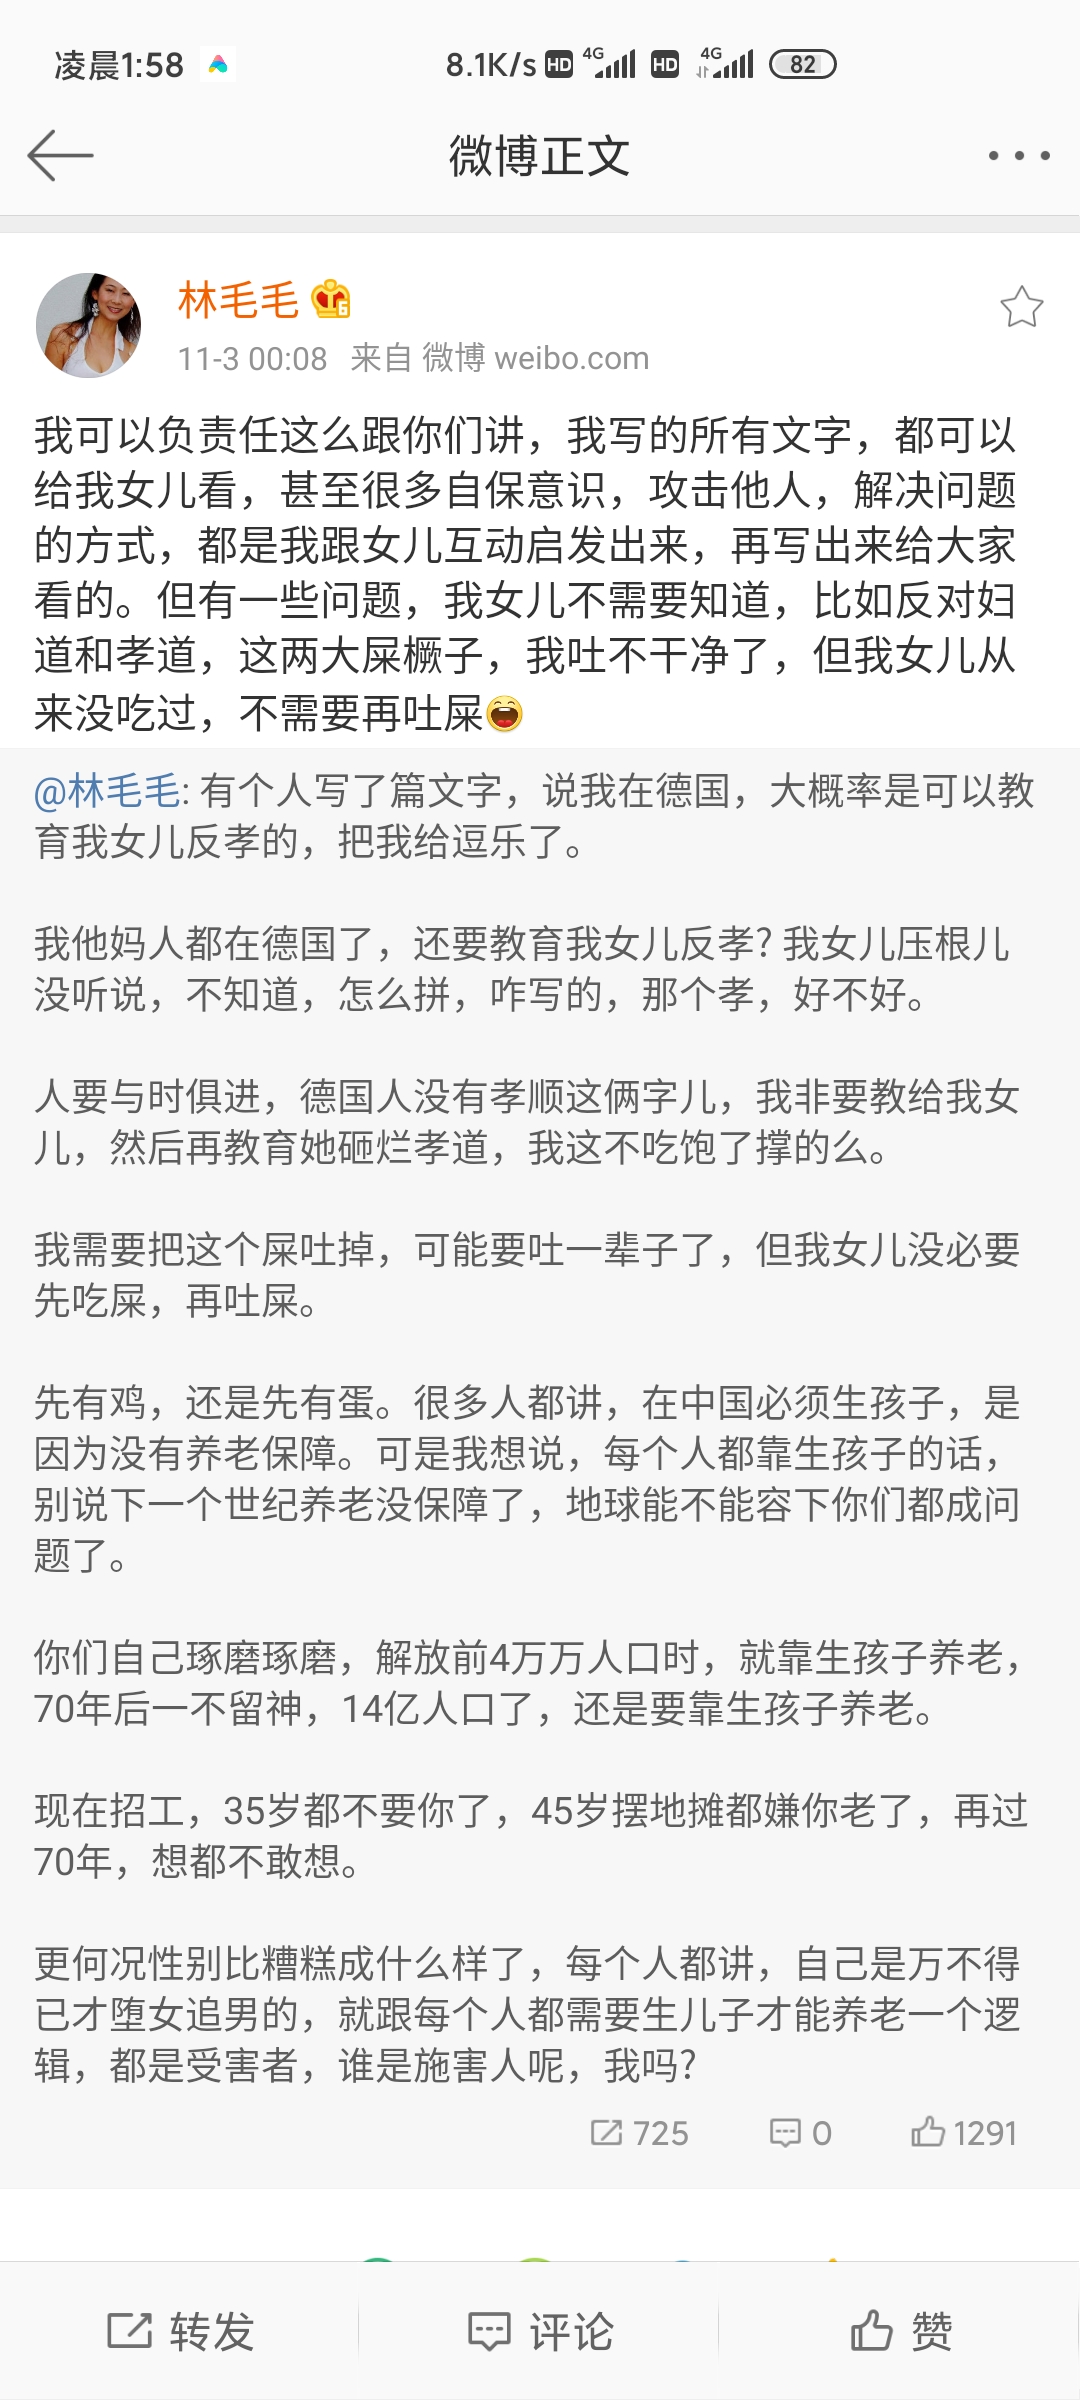 凌晨1:58
8.1K/s HD 4G HD 4G 82
微博正文
林毛毛
11-3 00:08 来自 微博 weibo.com
我可以负责任这么跟你们讲，我写的所有文字，都可以
给我女儿看，甚至很多自保意识，攻击他人，解决问题
的方式，都是我跟女儿互动启发出来，再写出来给大家
看的。但有一些问题，我女儿不需要知道，比如反对妇
道和孝道，这两大屎橛子，我吐不干净了，但我女儿从
来没吃过，不需要再吐屎
@林毛毛: 有个人写了篇文字，说我在德国，大概率是可以教
育我女儿反孝的，把我给逗乐了。
我他妈人都在德国了，还要教育我女儿反孝? 我女儿压根儿
没听说，不知道，怎么拼，咋写的，那个孝，好不好。
人要与时俱进，德国人没有孝顺这俩字儿，我非要教给我女
儿，然后再教育她砸烂孝道，我这不吃饱了撑的么。
我需要把这个屎吐掉，可能要吐一辈子了，但我女儿没必要
先吃屎，再吐屎。
先有鸡，还是先有蛋。很多人都讲，在中国必须生孩子，是
因为没有养老保障。可是我想说，每个人都靠生孩子的话，
别说下一个世纪养老没保障了，地球能不能容下你们都成问
题了。
你们自己琢磨琢磨，解放前4万万人口时，就靠生孩子养老，
70年后一不留神，14亿人口了，还是要靠生孩子养老。
现在招工，35岁都不要你了，45岁摆地摊都嫌你老了，再过
70年，想都不敢想。
更何况性别比糟糕成什么样了，每个人都讲，自己是万不得
已才堕女追男的，就跟每个人都需要生儿子才能养老一个逻
辑，都是受害者，谁是施害人呢，我吗?
725 0 1291
转发 评论 赞